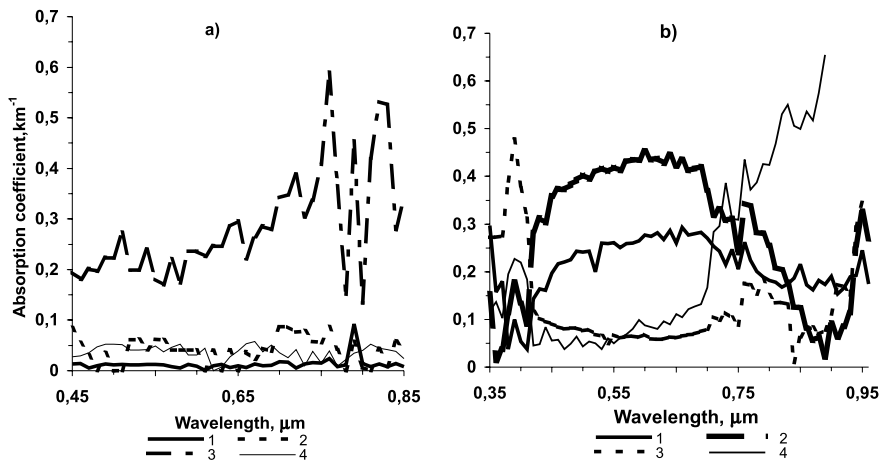 a)
Absorption coefficient,km-1
0,7
0,6
0,5
0,4
0,3
0,2
0,1
0
0,45 0,65 0,85
Wavelength, μm
1 2
3 4
b)
0,7
0,6
0,5
0,4
0,3
0,2
0,1
0
0,35 0,55 0,75 0,95
Wavelength, μm
1 2
3 4